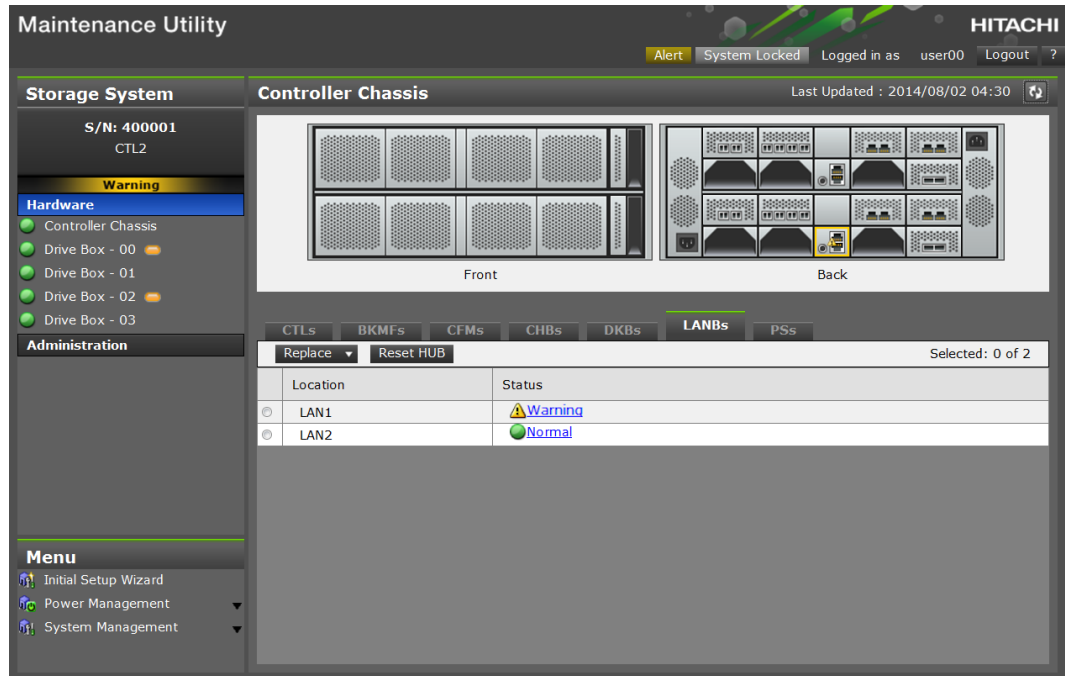 Maintenance Utility
HITACHI
Alert System Locked Logged in as user00 Logout ?
Storage System
S/N: 400001
CTL2
Warning
Hardware
Controller Chassis
Drive Box - 00
Drive Box - 01
Drive Box - 02
Drive Box - 03
Administration
Menu
Initial Setup Wizard
Power Management
System Management
Controller Chassis Last Updated : 2014/08/02 04:30
Front Back
CTLs BKMFs CFMs CHBs DKBs LANBs PSs
Replace Reset HUB Selected: 0 of 2
Location Status
LAN1 Warning
LAN2 Normal